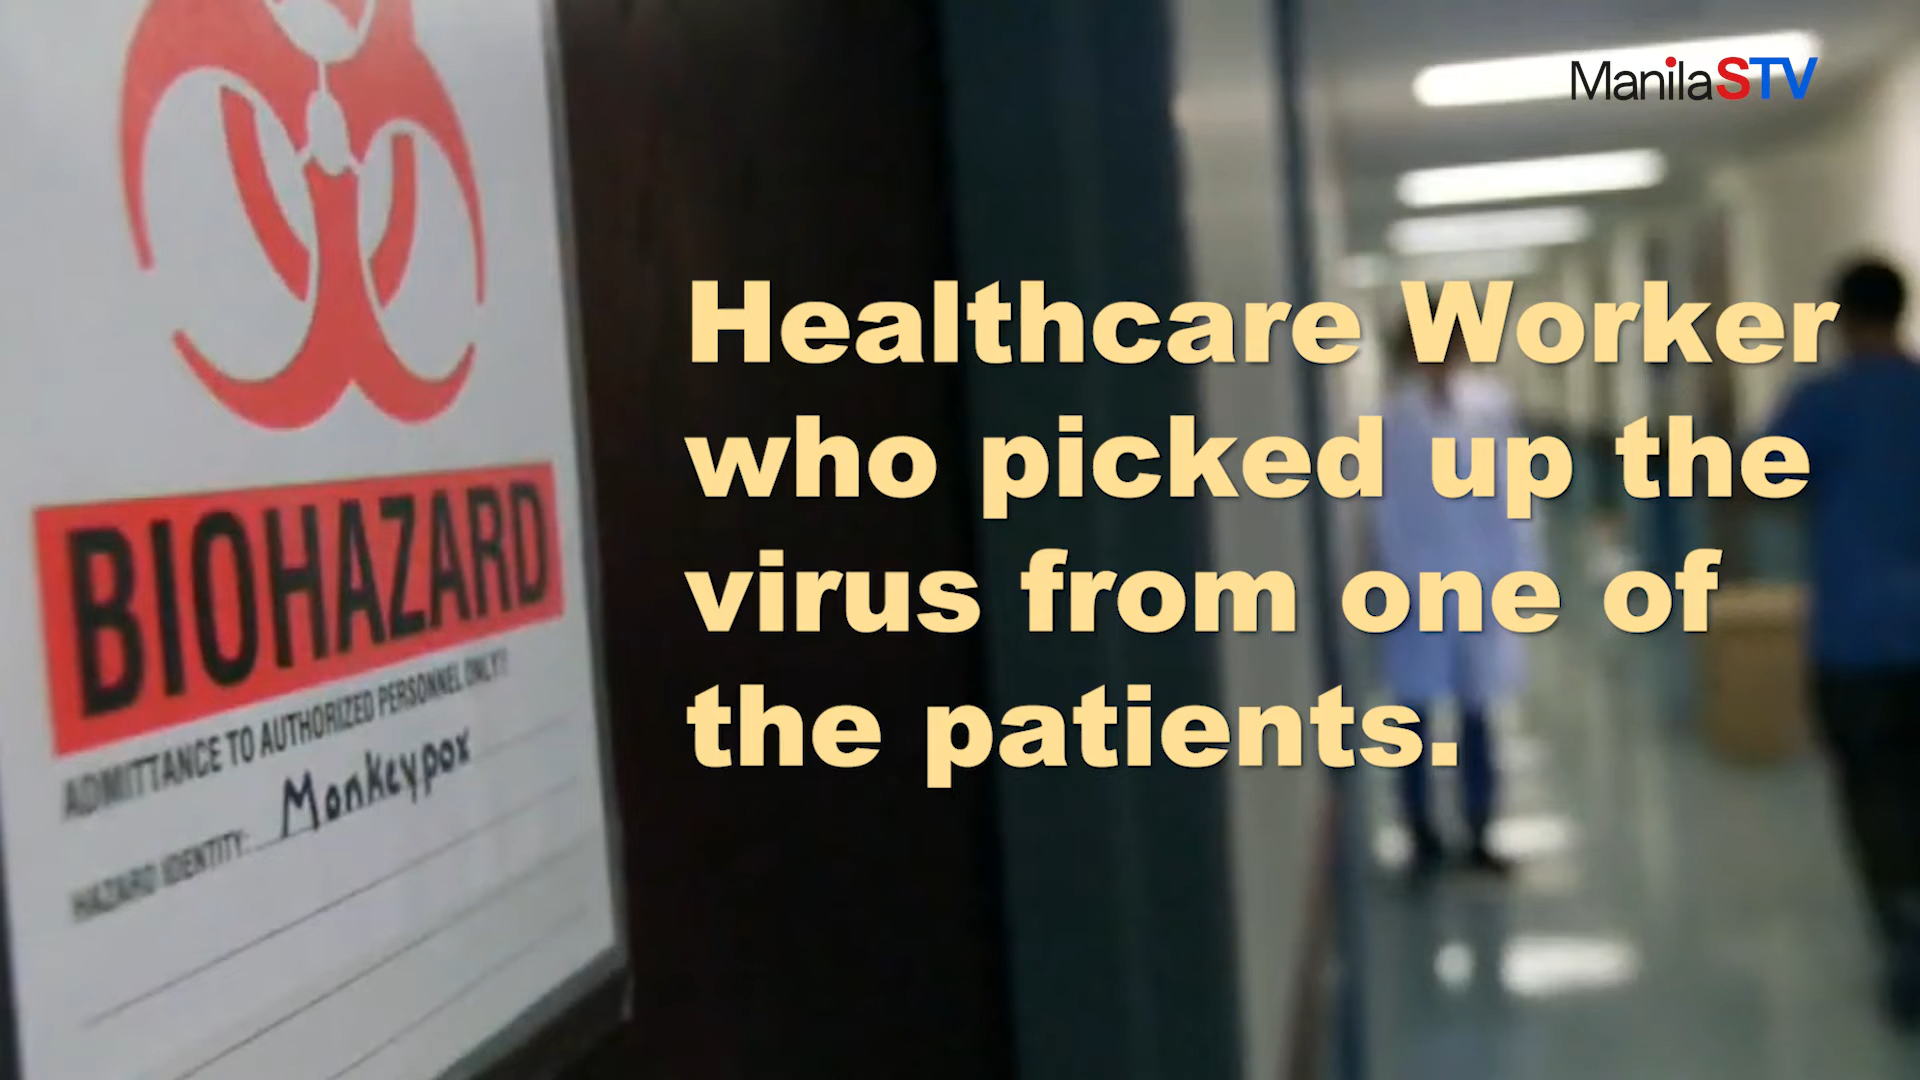 ManilaSTV
Healthcare Worker
who picked up the
virus from one of
the patients.
BIOHAZARD
ADMITTANCE TO AUTHORIZED PERSONNEL ONLY!
HAZARD IDENTITY: Monkeypox